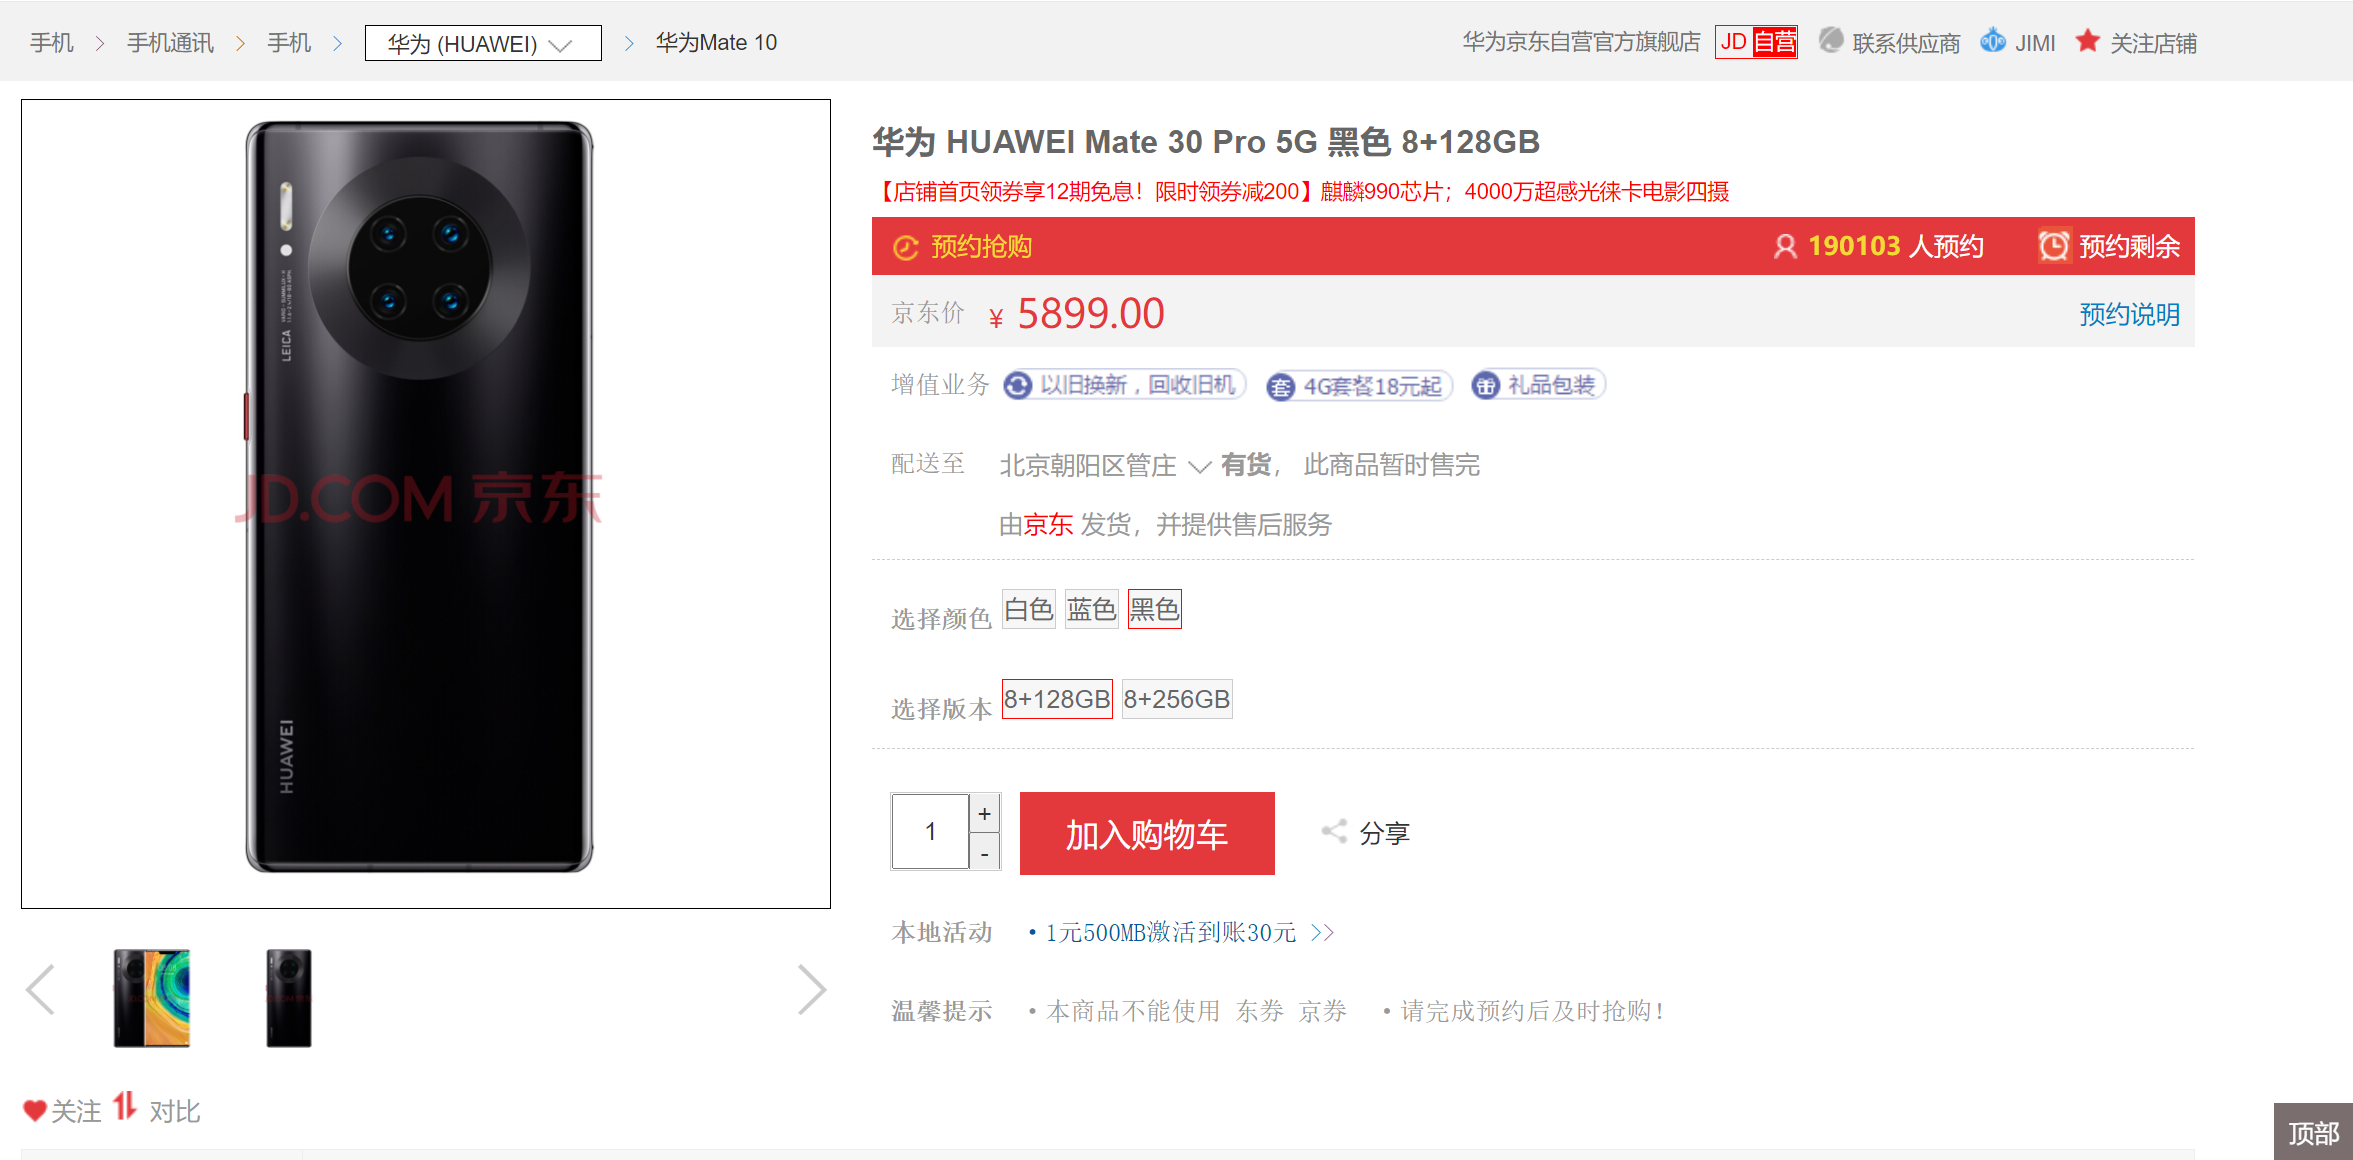 手机 > 手机通讯 > 手机 > 华为 (HUAWEI) > 华为Mate 10
华为京东自营官方旗舰店 JD 自营 联系供应商 JIMI 关注店铺
LEICA
HUAWEI
JD.COM 京东
华为 HUAWEI Mate 30 Pro 5G 黑色 8+128GB
【店铺首页领券享12期免息！限时领券减200】麒麟990芯片；4000万超感光徕卡电影四摄
预约抢购 190103 人预约 预约剩余
京东价 ¥ 5899.00 预约说明
增值业务 以旧换新，回收旧机 套 4G套餐18元起 礼品包装
配送至 北京朝阳区管庄 有货， 此商品暂时售完
由京东 发货，并提供售后服务
选择颜色 白色 蓝色 黑色
选择版本 8+128GB 8+256GB
1 + -
加入购物车 分享
本地活动 • 1元500MB激活到账30元 >>
温馨提示 • 本商品不能使用 东券 京券 • 请完成预约后及时抢购！
关注 对比
顶部